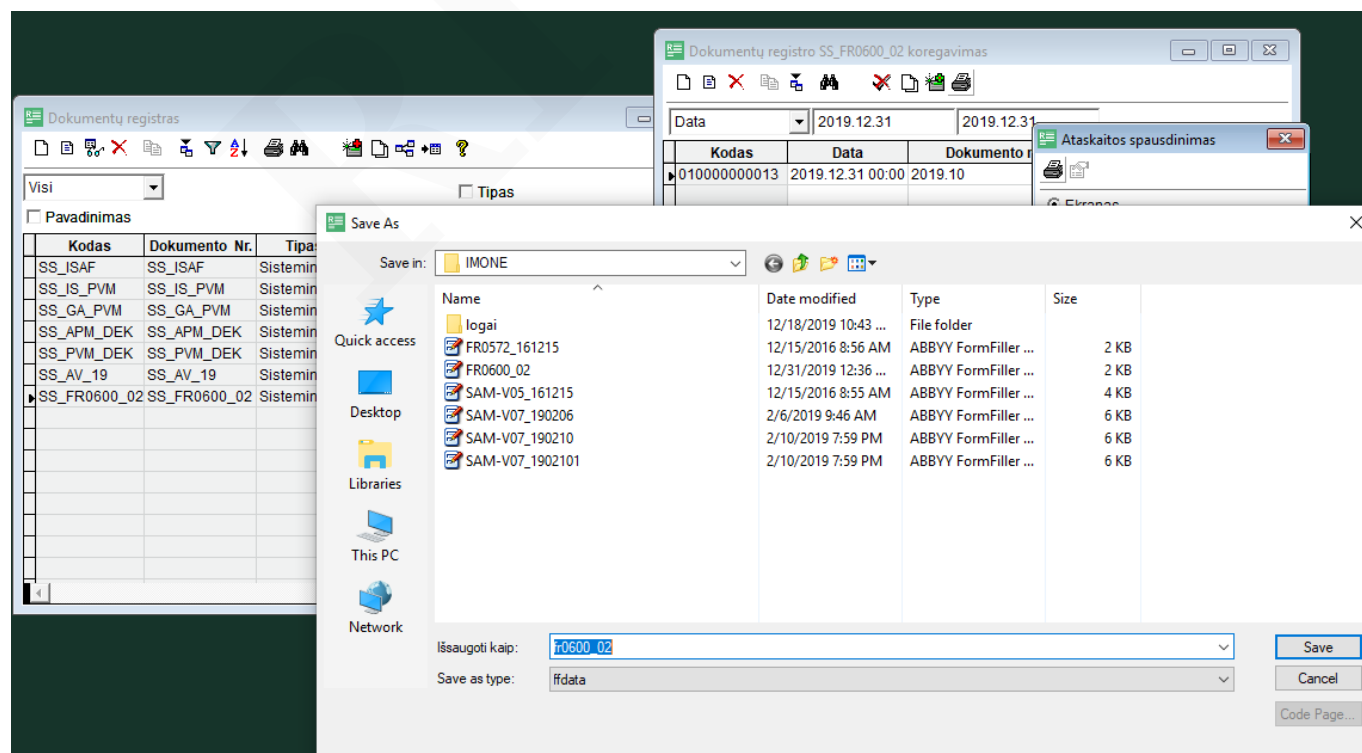 Dokumentų registro SS_FR0600_02 koregavimas
Data 2019.12.31 2019.12.31
Kodas Data Dokumento
010000000013 2019.12.31 00:00 2019.10
Ataskaitos spausdinimas
Ekranas
Dokumentų registras
Visi
Tipas
Pavadinimas
Kodas Dokumento Nr. Tipas
SS_ISAF SS_ISAF Sistemin
SS_IS_PVM SS_IS_PVM Sistemin
SS_GA_PVM SS_GA_PVM Sistemin
SS_APM_DEK SS_APM_DEK Sistemin
SS_PVM_DEK SS_PVM_DEK Sistemin
SS_AV_19 SS_AV_19 Sistemin
SS_FR0600_02 SS_FR0600_02 Sistemin
Save As
Save in: IMONE
Quick access
Desktop
Libraries
This PC
Network
Name Date modified Type Size
logai 12/18/2019 10:43 ... File folder
FR0572_161215 12/15/2016 8:56 AM ABBYY FormFiller ... 2 KB
FR0600_02 12/31/2019 12:36 ... ABBYY FormFiller ... 2 KB
SAM-V05_161215 12/15/2016 8:55 AM ABBYY FormFiller ... 4 KB
SAM-V07_190206 2/6/2019 9:46 AM ABBYY FormFiller ... 6 KB
SAM-V07_190210 2/10/2019 7:59 PM ABBYY FormFiller ... 6 KB
SAM-V07_1902101 2/10/2019 7:59 PM ABBYY FormFiller ... 6 KB
Išsaugoti kaip: fr0600_02 Save
Save as type: ffdata Cancel
Code Page...